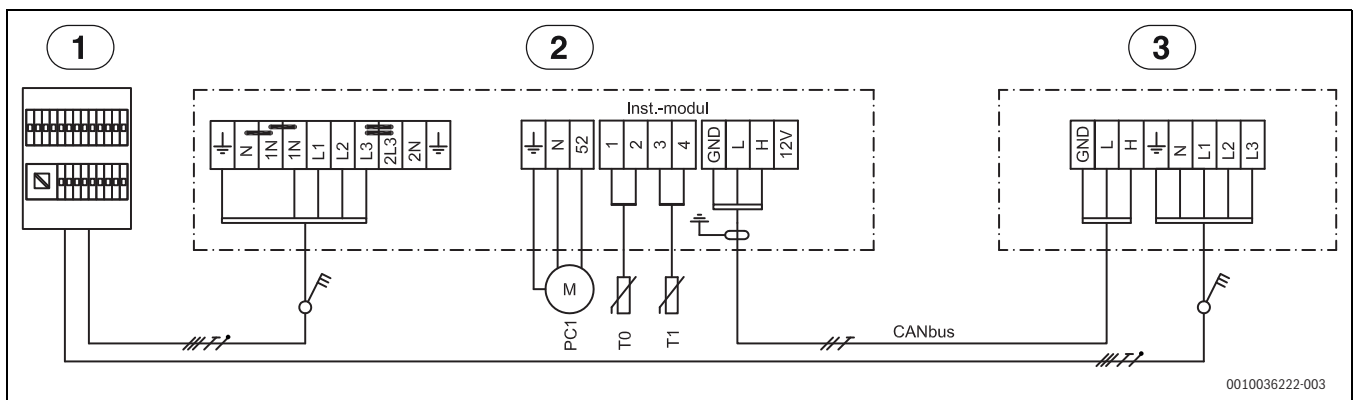 1
2
3
Inst.-modul
N 1N 1N L1 L2 L3 2L3 2N
N 52
1 2 3 4
GND L H 12V
GND L H N L1 L2 L3
M
PC1
T0
T1
CANbus
0010036222-003